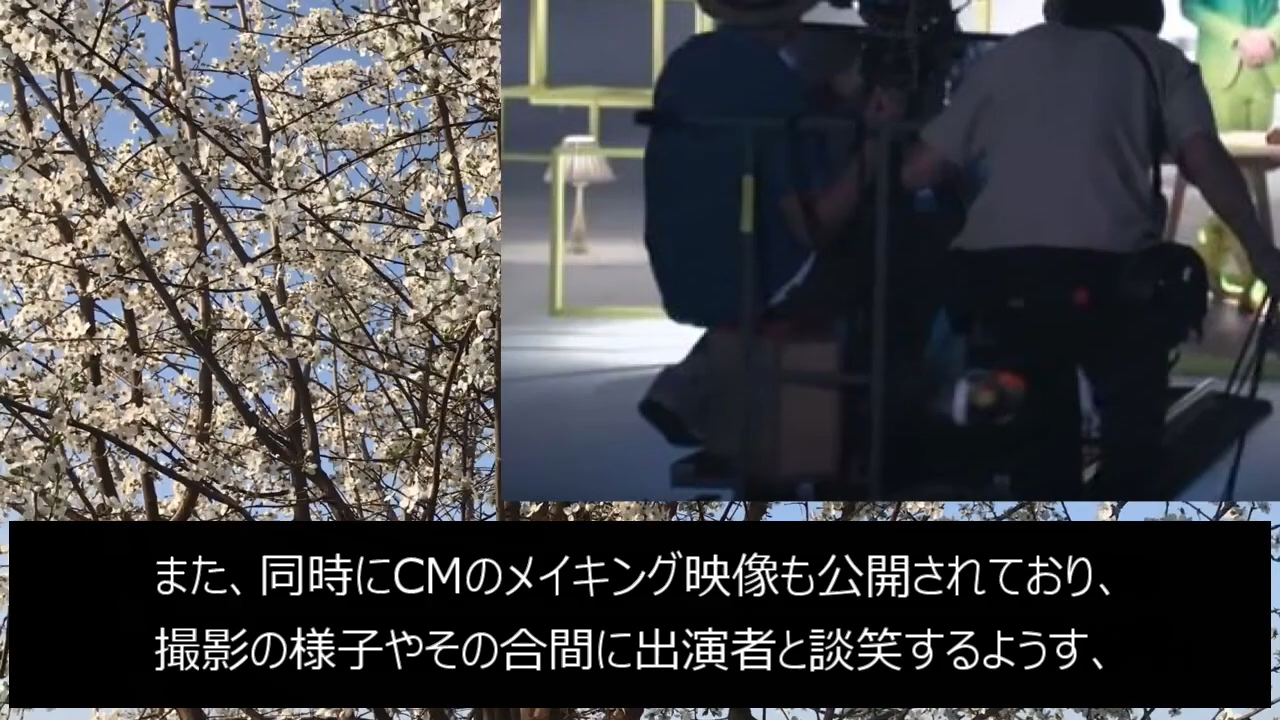 また、同時にCMのメイキング映像も公開されており、
撮影の様子やその合間に出演者と談笑するようす、